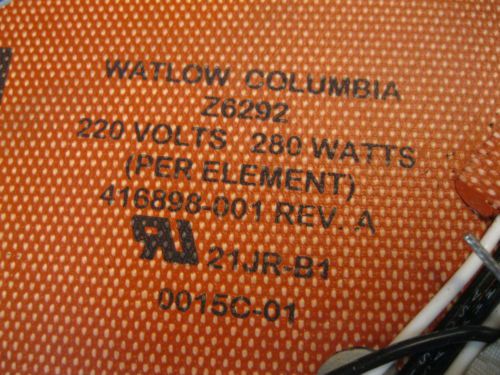 WATLOW COLUMBIA
Z6292
220 VOLTS 280 WATTS
(PER ELEMENT)
416898-001 REV. A
21JR-B1
0015C-01